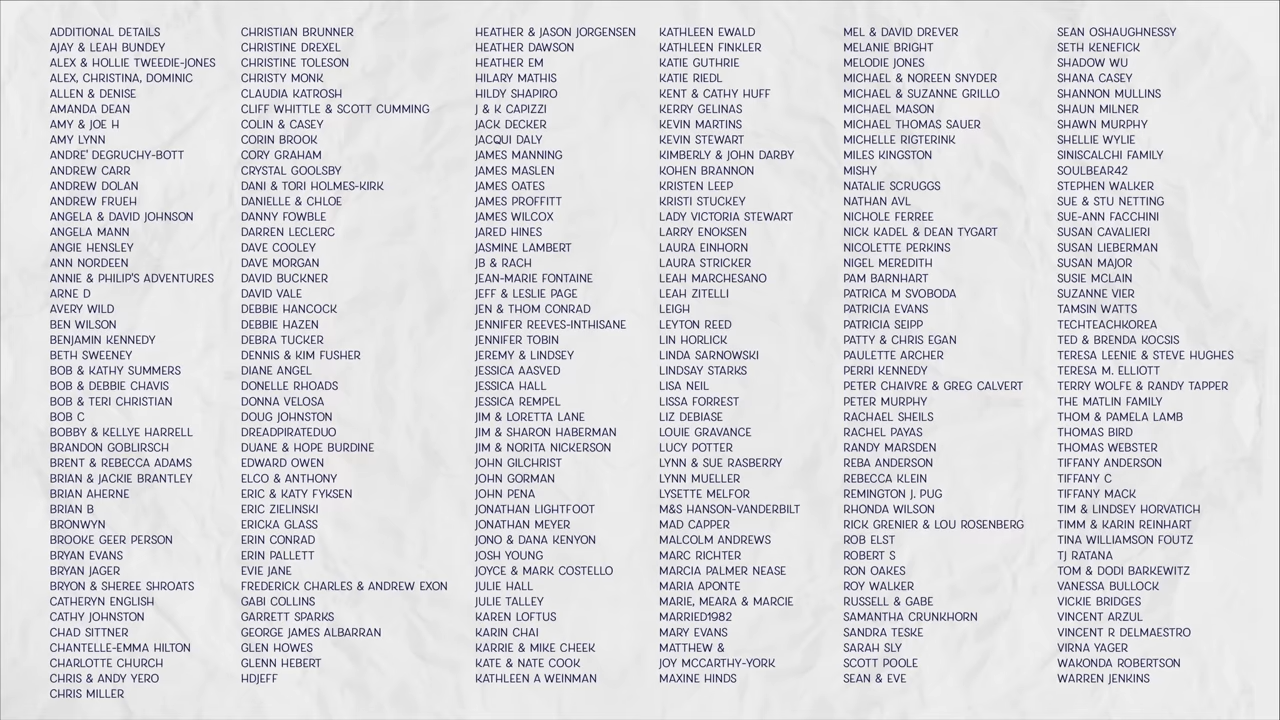 ADDITIONAL DETAILS
AJAY & LEAH BUNDEY
ALEX & HOLLIE TWEEDIE-JONES
ALEX, CHRISTINA, DOMINIC
ALLEN & DENISE
AMANDA DEAN
AMY & JOE H
AMY LYNN
ANDRE' DEGRUCHY-BOTT
ANDREW CARR
ANDREW DOLAN
ANDREW FRUEH
ANGELA & DAVID JOHNSON
ANGELA MANN
ANGIE HENSLEY
ANN NORDEEN
ANNIE & PHILIP'S ADVENTURES
ARNE D
AVERY WILD
BEN WILSON
BENJAMIN KENNEDY
BETH SWEENEY
BOB & KATHY SUMMERS
BOB & DEBBIE CHAVIS
BOB & TERI CHRISTIAN
BOB C
BOBBY & KELLYE HARRELL
BRANDON GOBLIRSCH
BRENT & REBECCA ADAMS
BRIAN & JACKIE BRANTLEY
BRIAN AHERNE
BRIAN B
BRONWYN
BROOKE GEER PERSON
BRYAN EVANS
BRYAN JAGER
BRYON & SHEREE SHROATS
CATHERYN ENGLISH
CATHY JOHNSTON
CHAD SITTNER
CHANTELLE-EMMA HILTON
CHARLOTTE CHURCH
CHRIS & ANDY YERO
CHRIS MILLER
CHRISTIAN BRUNNER
CHRISTINE DREXEL
CHRISTINE TOLESON
CHRISTY MONK
CLAUDIA KATROSH
CLIFF WHITTLE & SCOTT CUMMING
COLIN & CASEY
CORIN BROOK
CORY GRAHAM
CRYSTAL GOOLSBY
DANI & TORI HOLMES-KIRK
DANIELLE & CHLOE
DANNY FOWBLE
DARREN LECLERC
DAVE COOLEY
DAVE MORGAN
DAVID BUCKNER
DAVID VALE
DEBBIE HANCOCK
DEBBIE HAZEN
DEBRA TUCKER
DENNIS & KIM FUSHER
DIANE ANGEL
DONELLE RHOADS
DONNA VELOSA
DOUG JOHNSTON
DREADPIRATEDUO
DUANE & HOPE BURDINE
EDWARD OWEN
ELCO & ANTHONY
ERIC & KATY FYKSEN
ERIC ZIELINSKI
ERICKA GLASS
ERIN CONRAD
ERIN PALLETT
EVIE JANE
FREDERICK CHARLES & ANDREW EXON
GABI COLLINS
GARRETT SPARKS
GEORGE JAMES ALBARRAN
GLEN HOWES
GLENN HEBERT
HDJEFF
HEATHER & JASON JORGENSEN
HEATHER DAWSON
HEATHER EM
HILARY MATHIS
HILDY SHAPIRO
J & K CAPIZZI
JACK DECKER
JACQUI DALY
JAMES MANNING
JAMES MASLEN
JAMES OATES
JAMES PROFFITT
JAMES WILCOX
JARED HINES
JASMINE LAMBERT
JB & RACH
JEAN-MARIE FONTAINE
JEFF & LESLIE PAGE
JEN & THOM CONRAD
JENNIFER REEVES-INTHISANE
JENNIFER TOBIN
JEREMY & LINDSEY
JESSICA AASVED
JESSICA HALL
JESSICA REMPEL
JIM & LORETTA LANE
JIM & SHARON HABERMAN
JIM & NORITA NICKERSON
JOHN GILCHRIST
JOHN GORMAN
JOHN PENA
JONATHAN LIGHTFOOT
JONATHAN MEYER
JONO & DANA KENYON
JOSH YOUNG
JOYCE & MARK COSTELLO
JULIE HALL
JULIE TALLEY
KAREN LOFTUS
KARIN CHAI
KARRIE & MIKE CHEEK
KATE & NATE COOK
KATHLEEN A WEINMAN
KATHLEEN EWALD
KATHLEEN FINKLER
KATIE GUTHRIE
KATIE RIEDL
KENT & CATHY HUFF
KERRY GELINAS
KEVIN MARTINS
KEVIN STEWART
KIMBERLY & JOHN DARBY
KOHEN BRANNON
KRISTEN LEEP
KRISTI STUCKEY
LADY VICTORIA STEWART
LARRY ENOKSEN
LAURA EINHORN
LAURA STRICKER
LEAH MARCHESANO
LEAH ZITELLI
LEIGH
LEYTON REED
LIN HORLICK
LINDA SARNOWSKI
LINDSAY STARKS
LISA NEIL
LISSA FORREST
LIZ DEBIASE
LOUIE GRAVANCE
LUCY POTTER
LYNN & SUE RASBERRY
LYNN MUELLER
LYSETTE MELFOR
M&S HANSON-VANDERBILT
MAD CAPPER
MALCOLM ANDREWS
MARC RICHTER
MARCIA PALMER NEASE
MARIA APONTE
MARIE, MEARA & MARCIE
MARRIED1982
MARY EVANS
MATTHEW &
JOY MCCARTHY-YORK
MAXINE HINDS
MEL & DAVID DREVER
MELANIE BRIGHT
MELODIE JONES
MICHAEL & NOREEN SNYDER
MICHAEL & SUZANNE GRILLO
MICHAEL MASON
MICHAEL THOMAS SAUER
MICHELLE RIGTERINK
MILES KINGSTON
MISHY
NATALIE SCRUGGS
NATHAN AVL
NICHOLE FERREE
NICK KADEL & DEAN TYGART
NICOLETTE PERKINS
NIGEL MEREDITH
PAM BARNHART
PATRICA M SVOBODA
PATRICIA EVANS
PATRICIA SEIPP
PATTY & CHRIS EGAN
PAULETTE ARCHER
PERRI KENNEDY
PETER CHAIVRE & GREG CALVERT
PETER MURPHY
RACHAEL SHEILS
RACHEL PAYAS
RANDY MARSDEN
REBA ANDERSON
REBECCA KLEIN
REMINGTON J. PUG
RHONDA WILSON
RICK GRENIER & LOU ROSENBERG
ROB ELST
ROBERT S
RON OAKES
ROY WALKER
RUSSELL & GABE
SAMANTHA CRUNKHORN
SANDRA TESKE
SARAH SLY
SCOTT POOLE
SEAN & EVE
SEAN OSHAUGHNESSY
SETH KENEFICK
SHADOW WU
SHANA CASEY
SHANNON MULLINS
SHAUN MILNER
SHAWN MURPHY
SHELLIE WYLIE
SINISCALCHI FAMILY
SOULBEAR42
STEPHEN WALKER
SUE & STU NETTING
SUE-ANN FACCHINI
SUSAN CAVALIERI
SUSAN LIEBERMAN
SUSAN MAJOR
SUSIE MCLAIN
SUZANNE VIER
TAMSIN WATTS
TECHTEACHKOREA
TED & BRENDA KOCSIS
TERESA LEENIE & STEVE HUGHES
TERESA M. ELLIOTT
TERRY WOLFE & RANDY TAPPER
THE MATLIN FAMILY
THOM & PAMELA LAMB
THOMAS BIRD
THOMAS WEBSTER
TIFFANY ANDERSON
TIFFANY C
TIFFANY MACK
TIM & LINDSEY HORVATICH
TIMM & KARIN REINHART
TINA WILLIAMSON FOUTZ
TJ RATANA
TOM & DODI BARKEWITZ
VANESSA BULLOCK
VICKIE BRIDGES
VINCENT ARZUL
VINCENT R DELMAESTRO
VIRNA YAGER
WAKONDA ROBERTSON
WARREN JENKINS